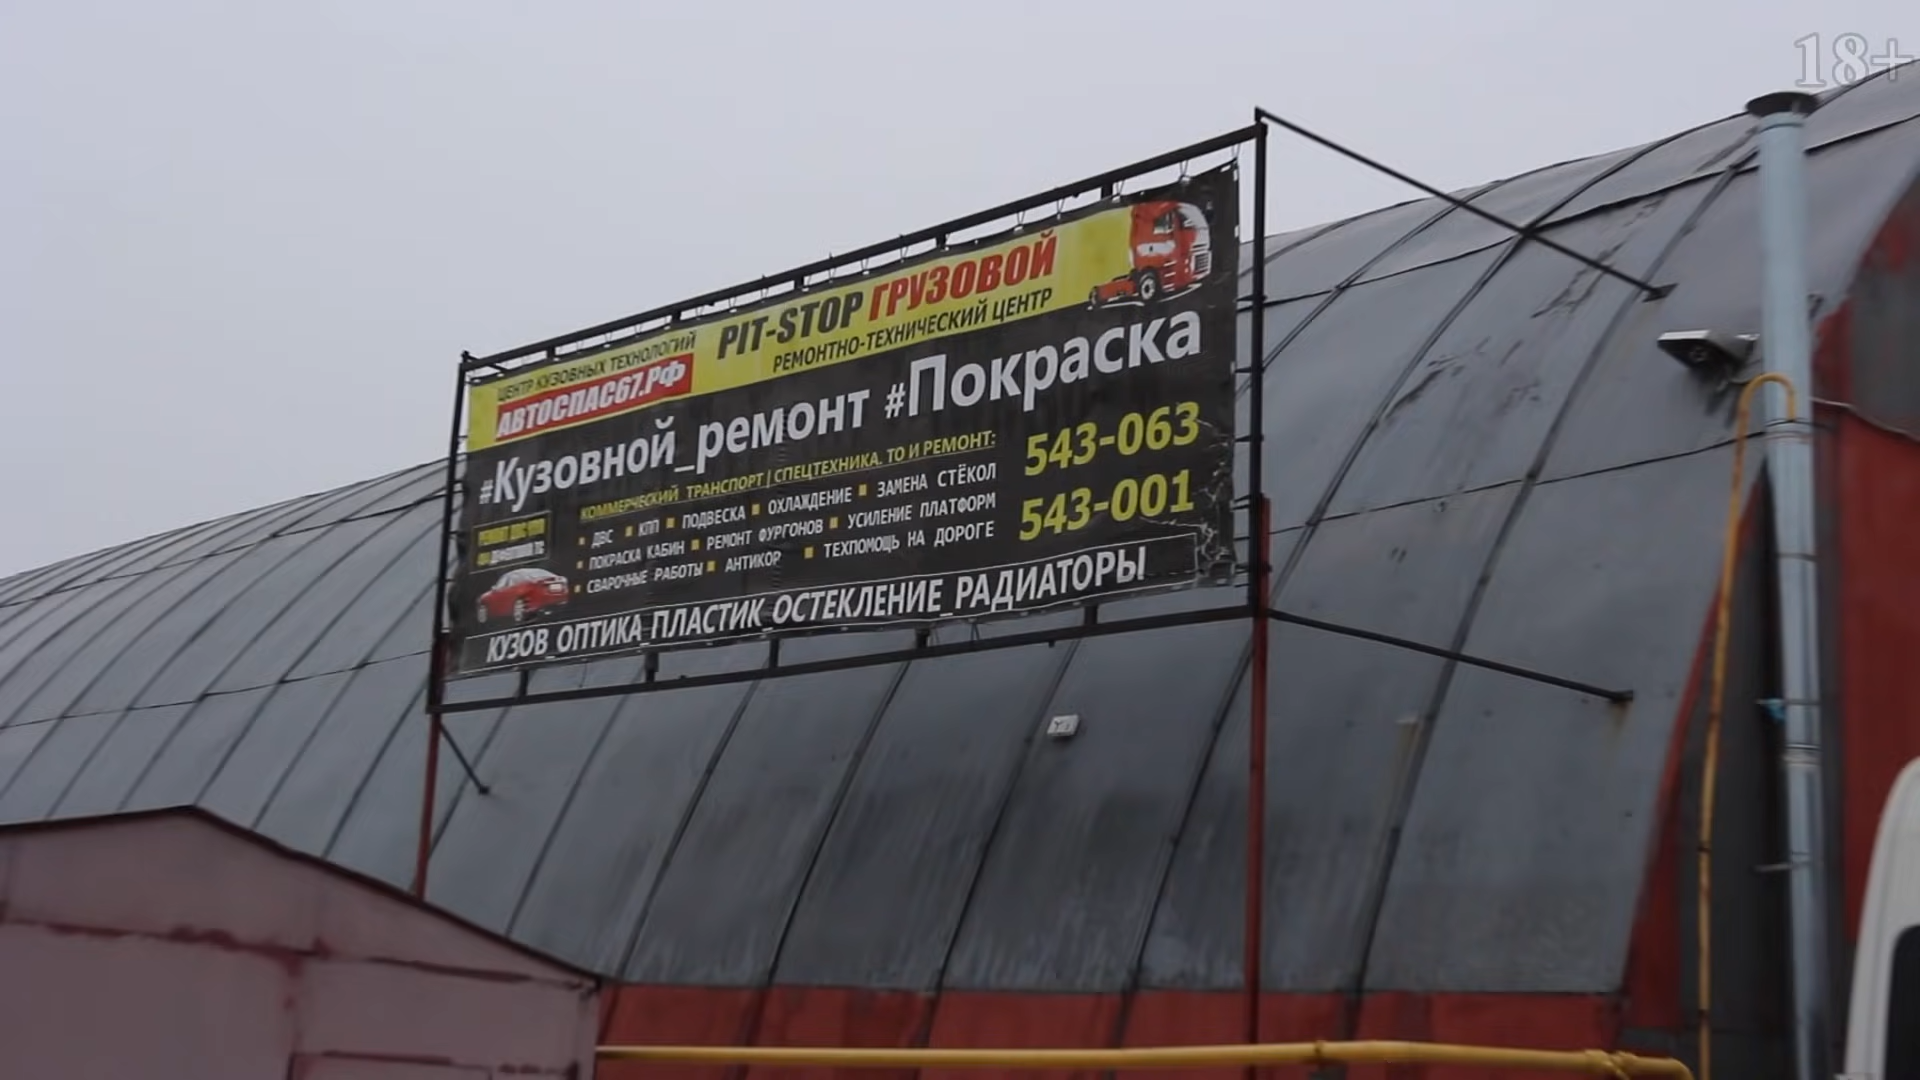 18+
ЦЕНТР КУЗОВНЫХ ТЕХНОЛОГИЙ
АВТОСПАС67.РФ
PIT-STOP ГРУЗОВОЙ
РЕМОНТНО-ТЕХНИЧЕСКИЙ ЦЕНТР
#Кузовной_ремонт #Покраска
КОММЕРЧЕСКИЙ ТРАНСПОРТ | СПЕЦТЕХНИКА. ТО И РЕМОНТ:
▪ ДВС ▪ КПП ▪ ПОДВЕСКА ▪ ОХЛАЖДЕНИЕ ▪ ЗАМЕНА СТЁКОЛ
▪ ПОКРАСКА КАБИН ▪ РЕМОНТ ФУРГОНОВ ▪ УСИЛЕНИЕ ПЛАТФОРМ
▪ СВАРОЧНЫЕ РАБОТЫ ▪ АНТИКОР ▪ ТЕХПОМОЩЬ НА ДОРОГЕ
543-063
543-001
КУЗОВ_ОПТИКА_ПЛАСТИК_ОСТЕКЛЕНИЕ_РАДИАТОРЫ